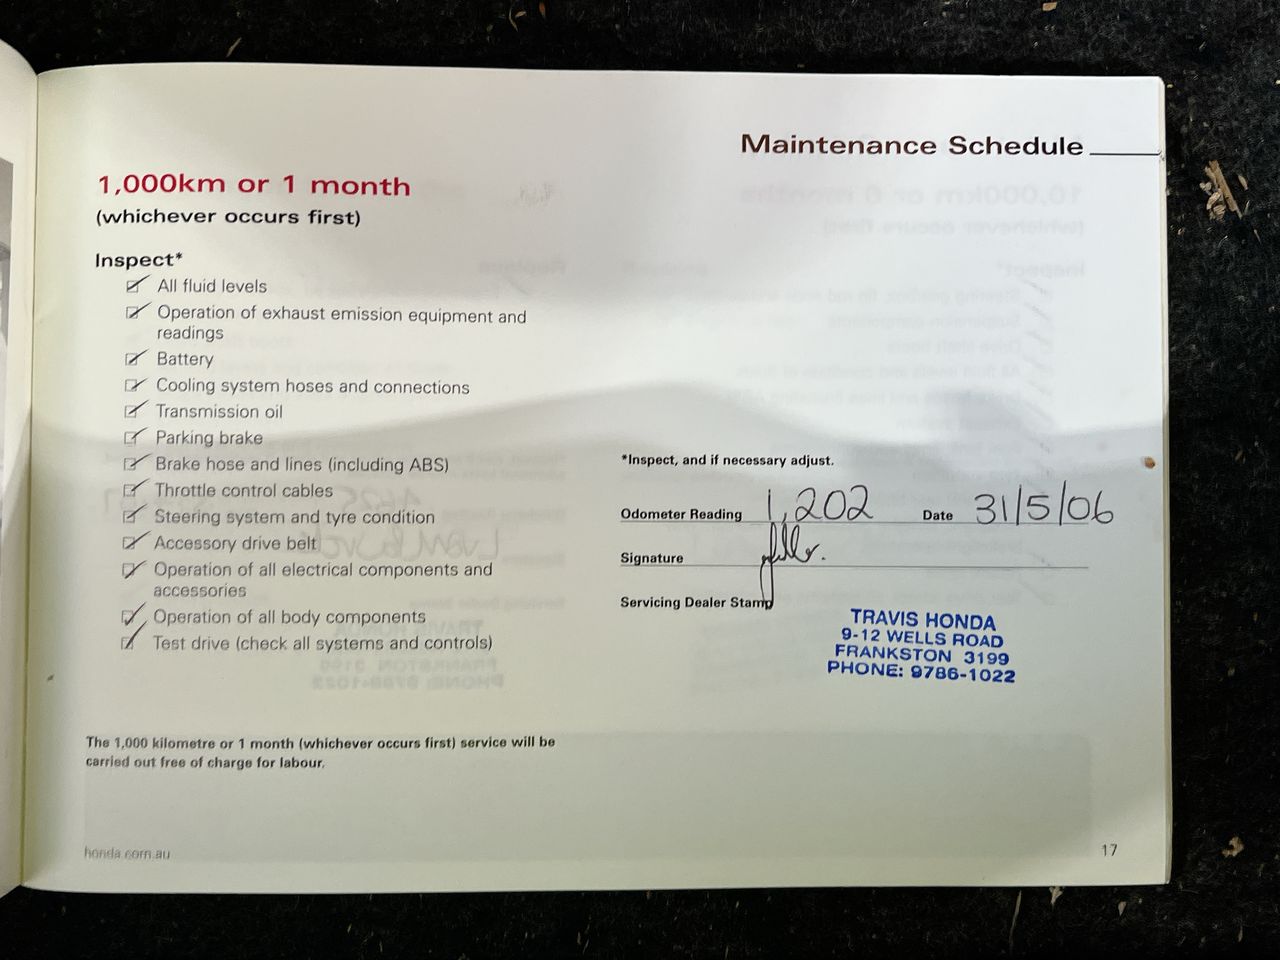 Maintenance Schedule
1,000km or 1 month
(whichever occurs first)
Inspect*
All fluid levels
Operation of exhaust emission equipment and
readings
Battery
Cooling system hoses and connections
Transmission oil
Parking brake
Brake hose and lines (including ABS)
Throttle control cables
Steering system and tyre condition
Accessory drive belt
Operation of all electrical components and
accessories
Operation of all body components
Test drive (check all systems and controls)
*Inspect, and if necessary adjust.
Odometer Reading 1,202 Date 31/5/06
Signature
Servicing Dealer Stamp
TRAVIS HONDA
9-12 WELLS ROAD
FRANKSTON 3199
PHONE: 9786-1022
The 1,000 kilometre or 1 month (whichever occurs first) service will be
carried out free of charge for labour.
honda.com.au
17